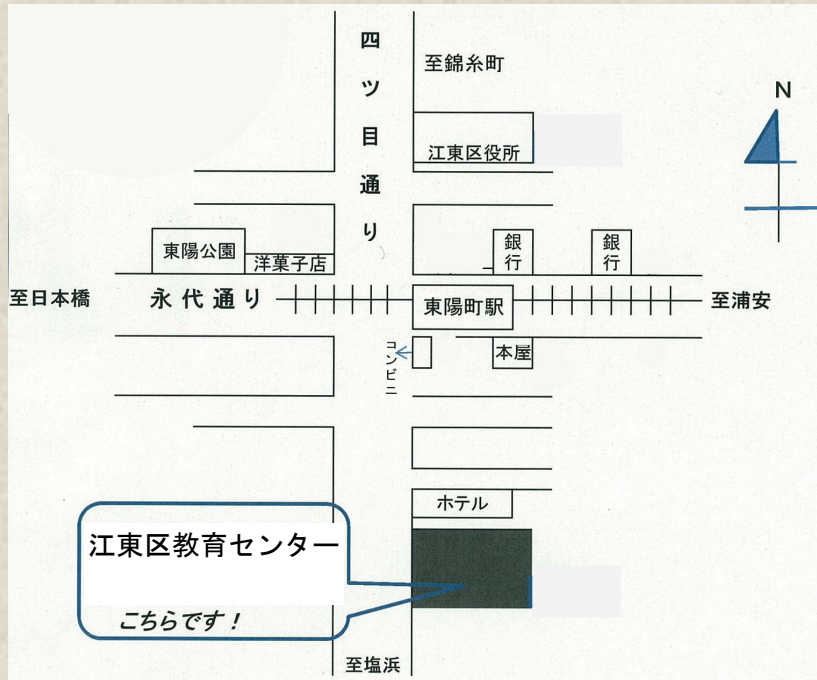 四ツ目通り
至錦糸町
N
江東区役所
東陽公園
洋菓子店
銀行
銀行
至日本橋
永代通り
東陽町駅
至浦安
コンビニ
本屋
ホテル
江東区教育センター
こちらです！
至塩浜